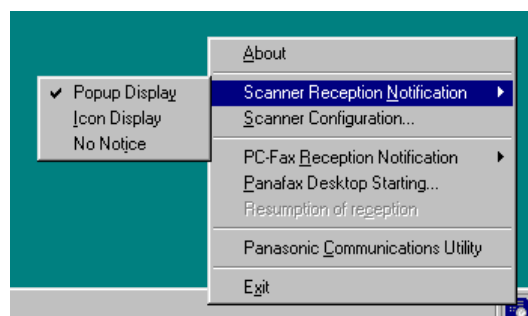 About
Scanner Reception Notification
Scanner Configuration...
PC-Fax Reception Notification
Panafax Desktop Starting...
Resumption of reception
Panasonic Communications Utility
Exit
Popup Display
Icon Display
No Notice